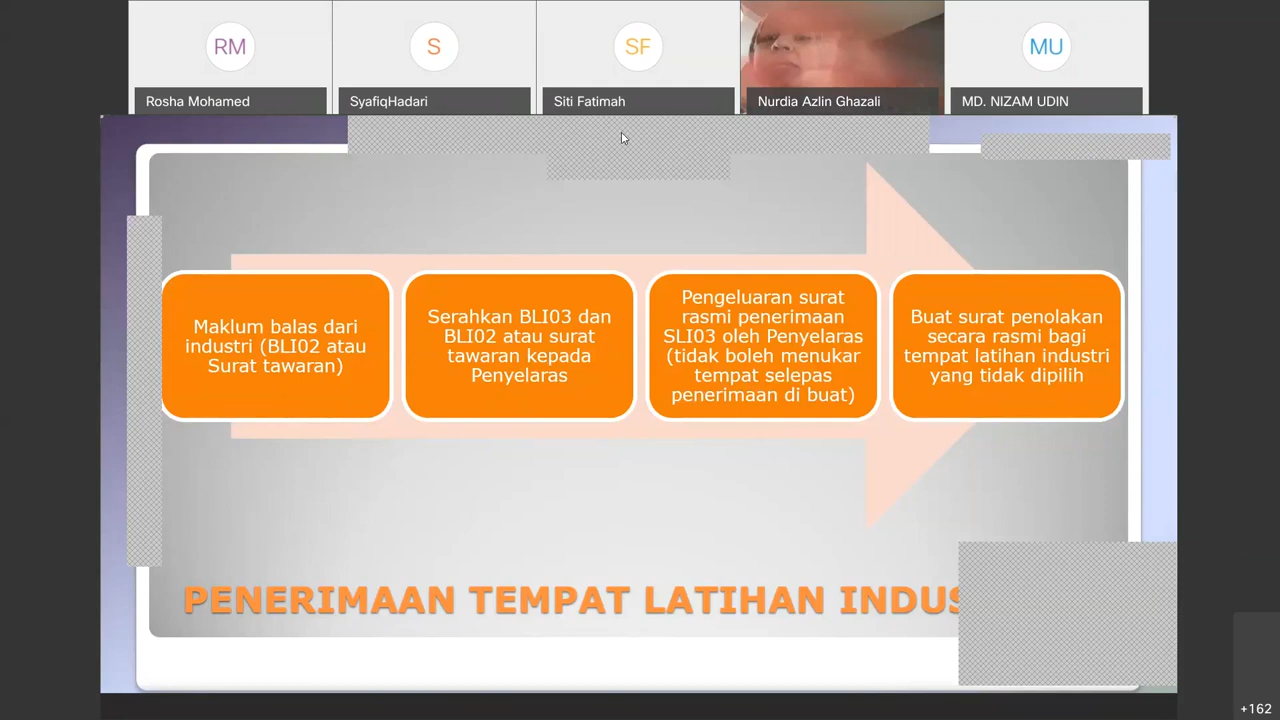 RM
S
SF
MU
Rosha Mohamed
SyafiqHadari
Siti Fatimah
Nurdia Azlin Ghazali
MD. NIZAM UDIN
Maklum balas dari
industri (BLI02 atau
Surat tawaran)
Serahkan BLI03 dan
BLI02 atau surat
tawaran kepada
Penyelaras
Pengeluaran surat
rasmi penerimaan
SLI03 oleh Penyelaras
(tidak boleh menukar
tempat selepas
penerimaan di buat)
Buat surat penolakan
secara rasmi bagi
tempat latihan industri
yang tidak dipilih
PENERIMAAN TEMPAT LATIHAN
+162